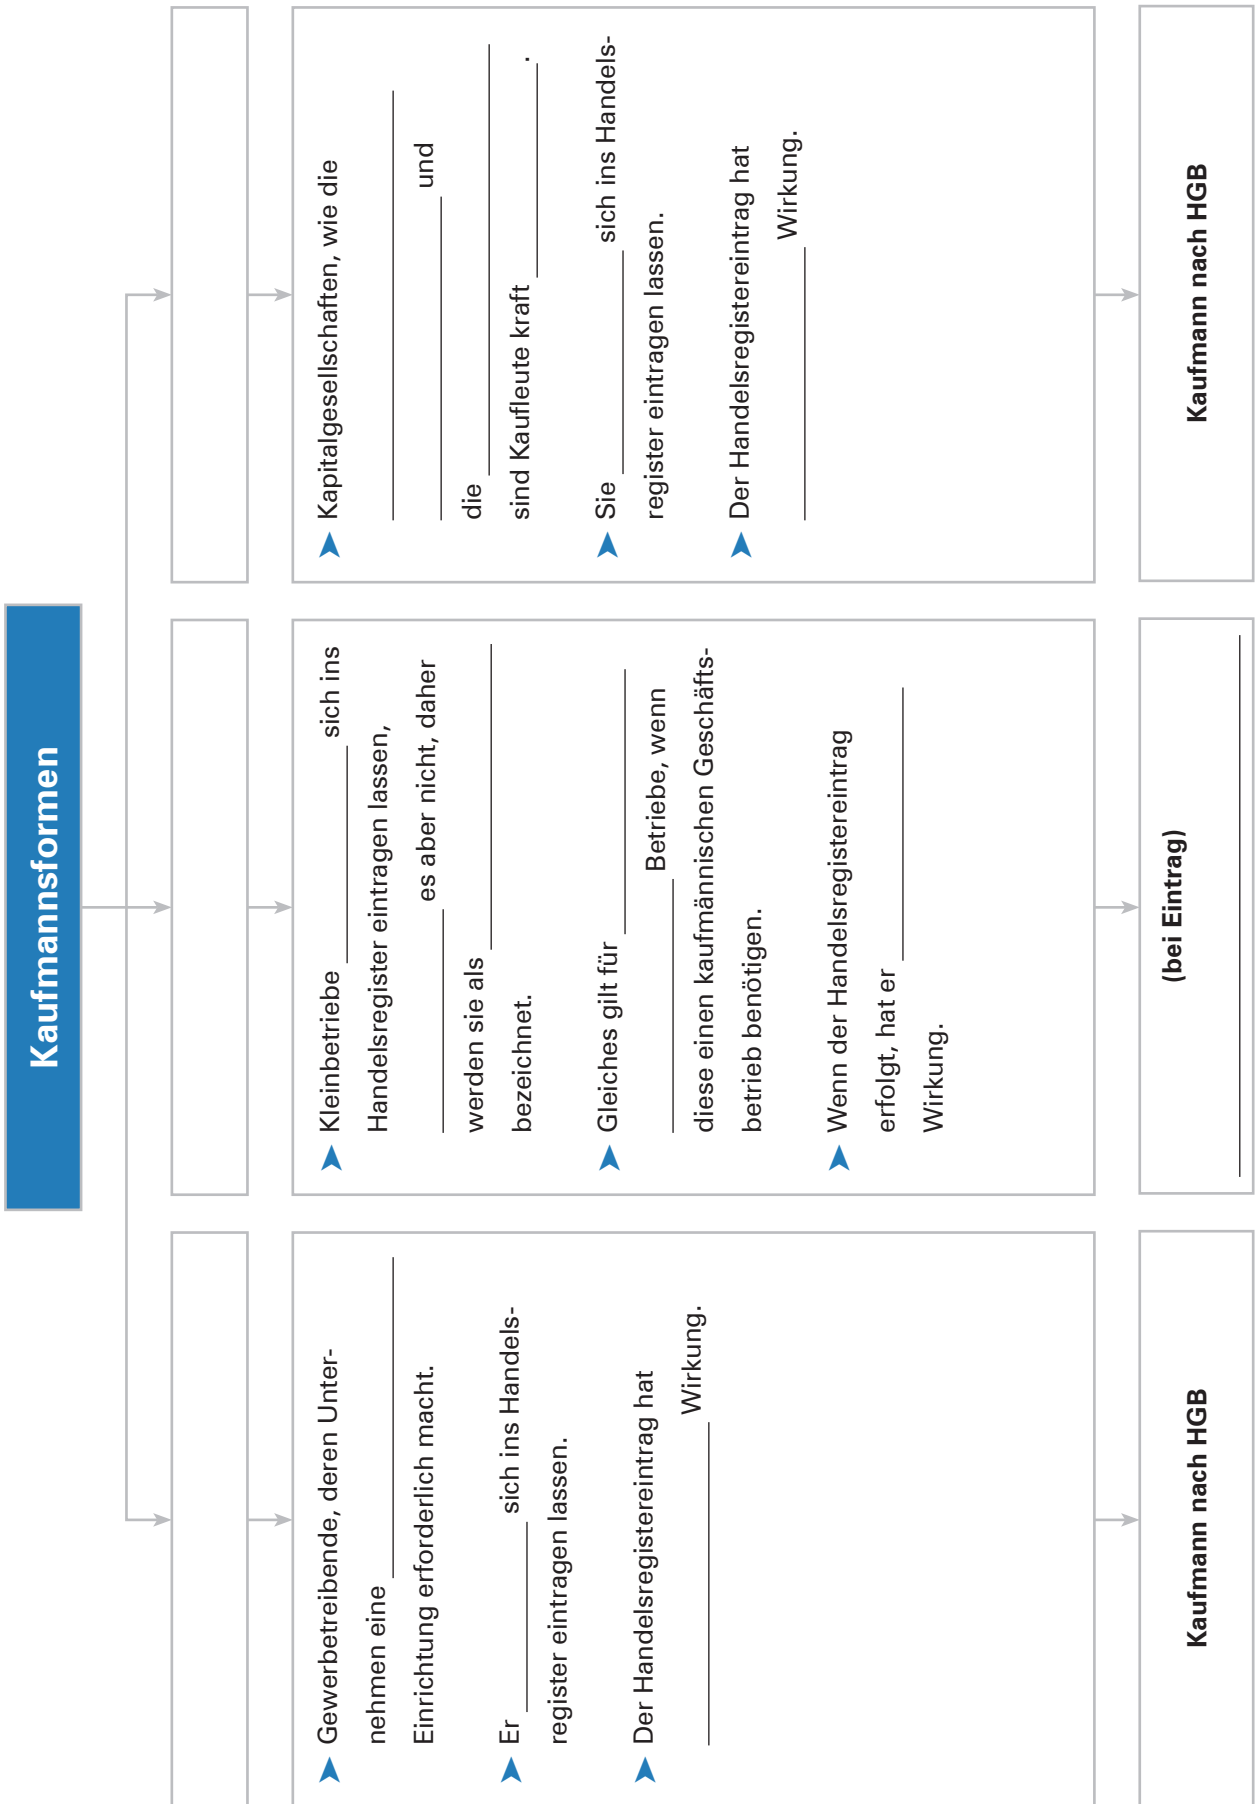 Kaufmannsformen
Gewerbetreibende, deren Unter-
nehmen eine
Einrichtung erforderlich macht.
Er sich ins Handels-
register eintragen lassen.
Der Handelsregistereintrag hat
Wirkung.
Kaufmann nach HGB
Kleinbetriebe sich ins
Handelsregister eintragen lassen,
es aber nicht, daher
werden sie als
bezeichnet.
Gleiches gilt für
Betriebe, wenn
diese einen kaufmännischen Geschäfts-
betrieb benötigen.
Wenn der Handelsregistereintrag
erfolgt, hat er
Wirkung.
(bei Eintrag)
Kapitalgesellschaften, wie die
und
die
sind Kaufleute kraft .
Sie sich ins Handels-
register eintragen lassen.
Der Handelsregistereintrag hat
Wirkung.
Kaufmann nach HGB